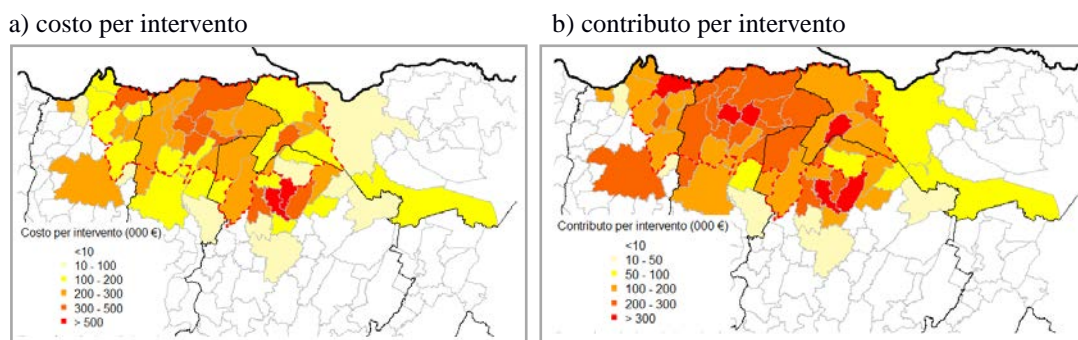 a) costo per intervento
b) contributo per intervento
Costo per intervento (000 €)
<10
10 - 100
100 - 200
200 - 300
300 - 500
> 500
Contributo per intervento (000 €)
<10
10 - 50
50 - 100
100 - 200
200 - 300
> 300